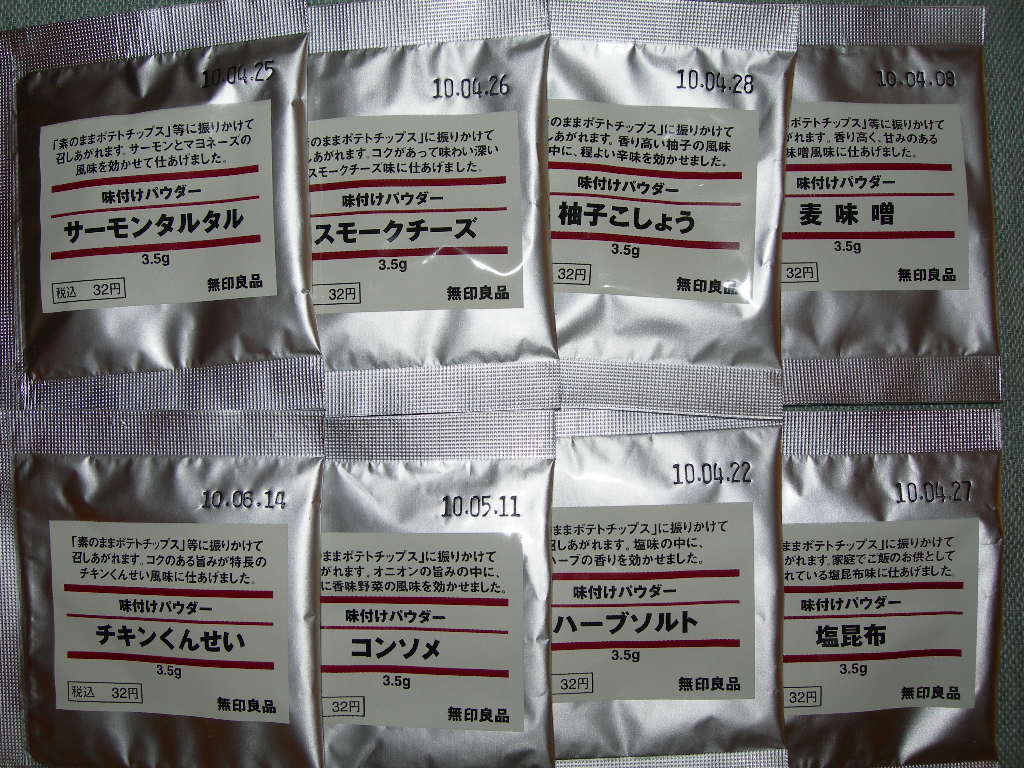 10.04.25
「素のままポテトチップス」等に振りかけて
召しあがれます。サーモンとマヨネーズの
風味を効かせて仕あげました。
味付けパウダー
サーモンタルタル
3.5g
税込 32円
無印良品
10.04.26
のままポテトチップス」に振りかけて
しあがれます。コクがあって味わい深い
スモークチーズ味に仕あげました。
味付けパウダー
スモークチーズ
3.5g
32円
無印良品
10.04.28
のままポテトチップス」に振りかけて
しあがれます。香り高い柚子の風味
中に、程よい辛味を効かせました。
味付けパウダー
柚子こしょう
3.5g
32円
無印良品
10.04.08
ままポテトチップス」等に振りかけて
がれます。香り高く、甘みのある
味噌風味に仕あげました。
味付けパウダー
麦味噌
3.5g
32円
無印良品
10.06.14
「素のままポテトチップス」等に振りかけて
召しあがれます。コクのある旨みが特長の
チキンくんせい風味に仕あげました。
味付けパウダー
チキンくんせい
3.5g
税込 32円
無印良品
10.05.11
ままポテトチップス」に振りかけて
がれます。オニオンの旨みの中に、
に香味野菜の風味を効かせました。
味付けパウダー
コンソメ
3.5g
32円
無印良品
10.04.22
ままポテトチップス」に振りかけて
あがれます。塩味の中に、
ハーブの香りを効かせました。
味付けパウダー
ハーブソルト
3.5g
32円
無印良品
10.04.27
ままポテトチップス」に振りかけて
がれます。家庭でご飯のお供として
れている塩昆布味に仕あげました。
味付けパウダー
塩昆布
3.5g
32円
無印良品